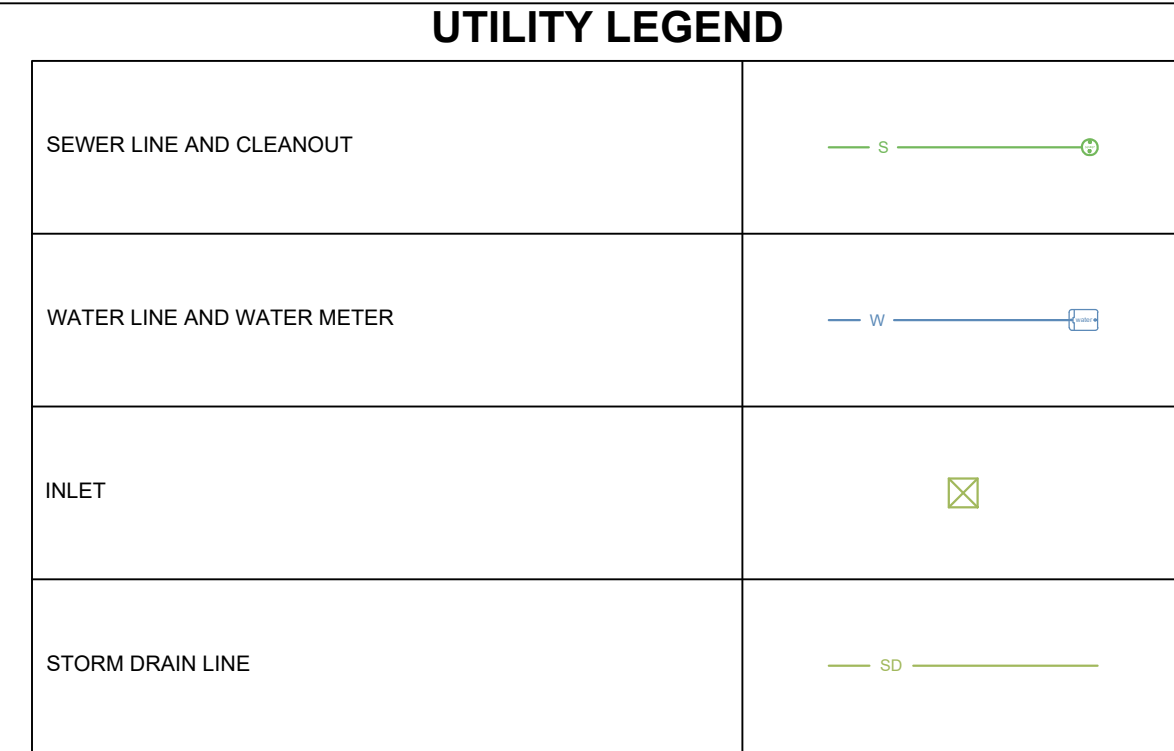 UTILITY LEGEND
SEWER LINE AND CLEANOUT
S
WATER LINE AND WATER METER
W
water
INLET
STORM DRAIN LINE
SD